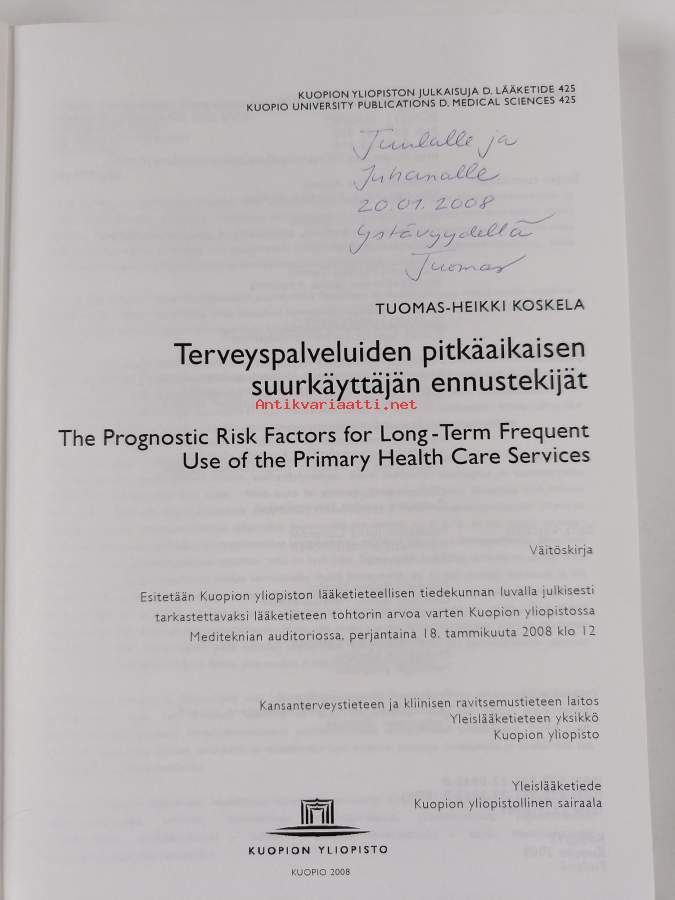 KUOPION YLIOPISTON JULKAISUJA D. LÄÄKETIDE 425
KUOPIO UNIVERSITY PUBLICATIONS D. MEDICAL SCIENCES 425
Tuulalle ja
Juhanalle
20.01.2008
Ystävyydellä
Tuomas
TUOMAS-HEIKKI KOSKELA
Terveyspalveluiden pitkäaikaisen
suurkäyttäjän ennustekijät
Antikvariaatti.net
The Prognostic Risk Factors for Long-Term Frequent
Use of the Primary Health Care Services
Väitöskirja
Esitetään Kuopion yliopiston lääketieteellisen tiedekunnan luvalla julkisesti
tarkastettavaksi lääketieteen tohtorin arvoa varten Kuopion yliopistossa
Mediteknian auditoriossa, perjantaina 18. tammikuuta 2008 klo 12
Kansanterveystieteen ja kliinisen ravitsemustieteen laitos
Yleislääketieteen yksikkö
Kuopion yliopisto
Yleislääketiede
Kuopion yliopistollinen sairaala
KUOPION YLIOPISTO
KUOPIO 2008